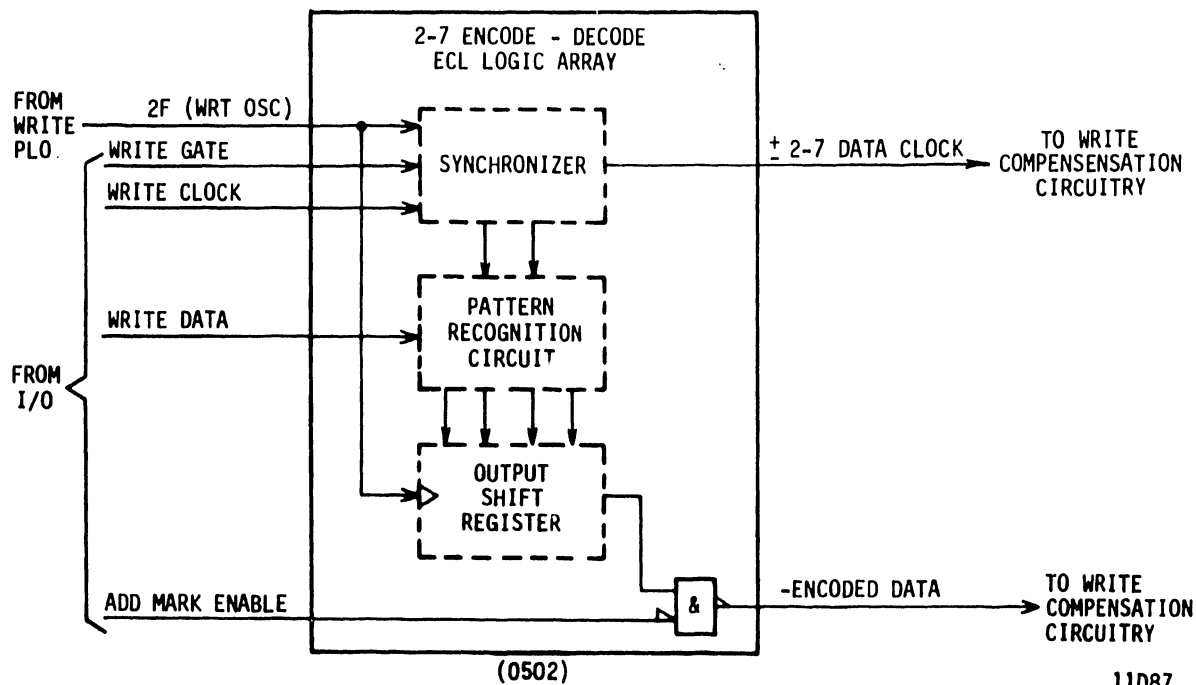 2-7 ENCODE - DECODE
ECL LOGIC ARRAY
FROM
WRITE
PLO
2F (WRT OSC)
WRITE GATE
WRITE CLOCK
SYNCHRONIZER
± 2-7 DATA CLOCK
TO WRITE
COMPENSENSATION
CIRCUITRY
WRITE DATA
PATTERN
RECOGNITION
CIRCUIT
FROM
I/O
OUTPUT
SHIFT
REGISTER
ADD MARK ENABLE
&
-ENCODED DATA
TO WRITE
COMPENSATION
CIRCUITRY
(0502)
11D87